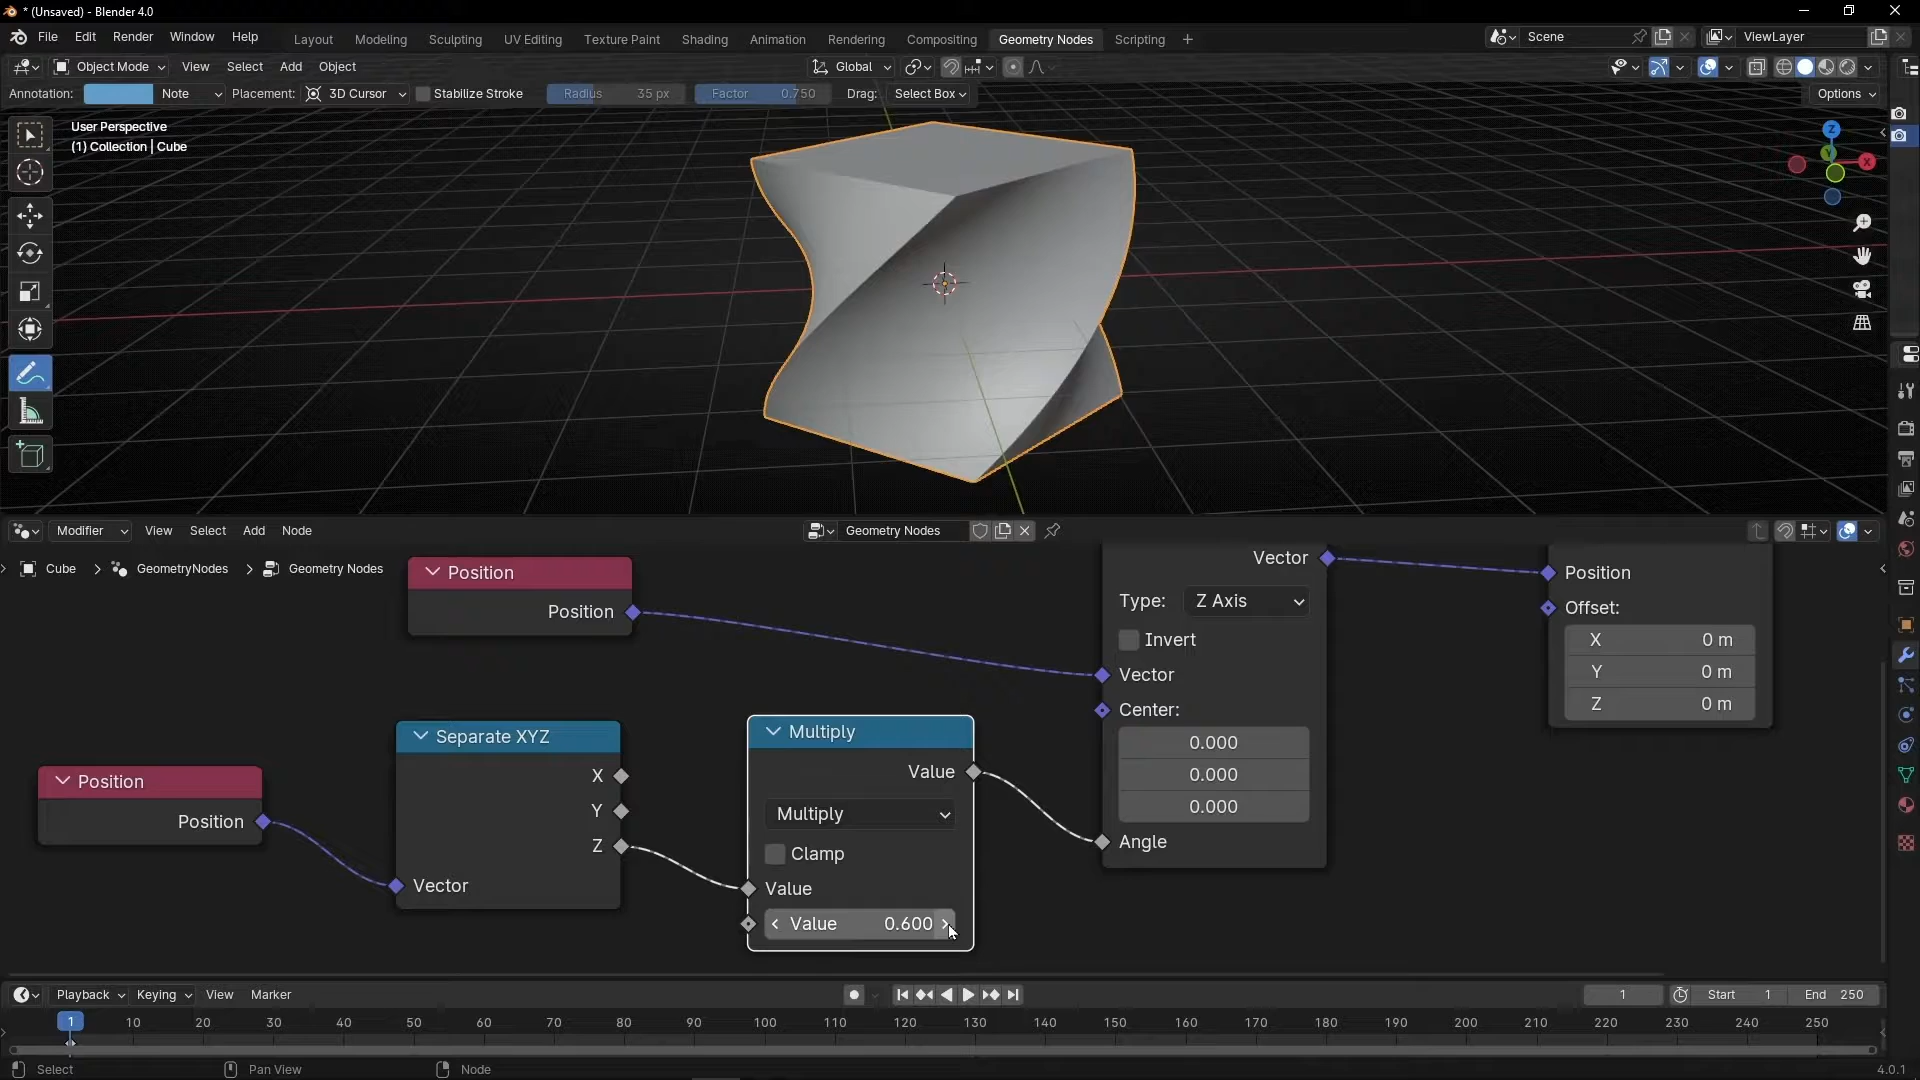 * (Unsaved) - Blender 4.0
File Edit Render Window Help Layout Modeling Sculpting UV Editing Texture Paint Shading Animation Rendering Compositing Geometry Nodes Scripting + Scene ViewLayer
Object Mode View Select Add Object Global
Annotation: Note Placement: 3D Cursor Stabilize Stroke Radius 35 px Factor 0.750 Drag: Select Box Options
User Perspective
(1) Collection | Cube
Z
Y
X
Modifier View Select Add Node Geometry Nodes
Cube > GeometryNodes > Geometry Nodes
Position
Position
Vector
Type: Z Axis
Invert
Vector
Center:
0.000
0.000
0.000
Angle
Position
Offset:
X 0 m
Y 0 m
Z 0 m
Position
Position
Separate XYZ
X
Y
Z
Vector
Multiply
Value
Multiply
Clamp
Value
Value 0.600
Playback Keying View Marker 1 Start 1 End 250
1 10 20 30 40 50 60 70 80 90 100 110 120 130 140 150 160 170 180 190 200 210 220 230 240 250
Select Pan View Node 4.0.1